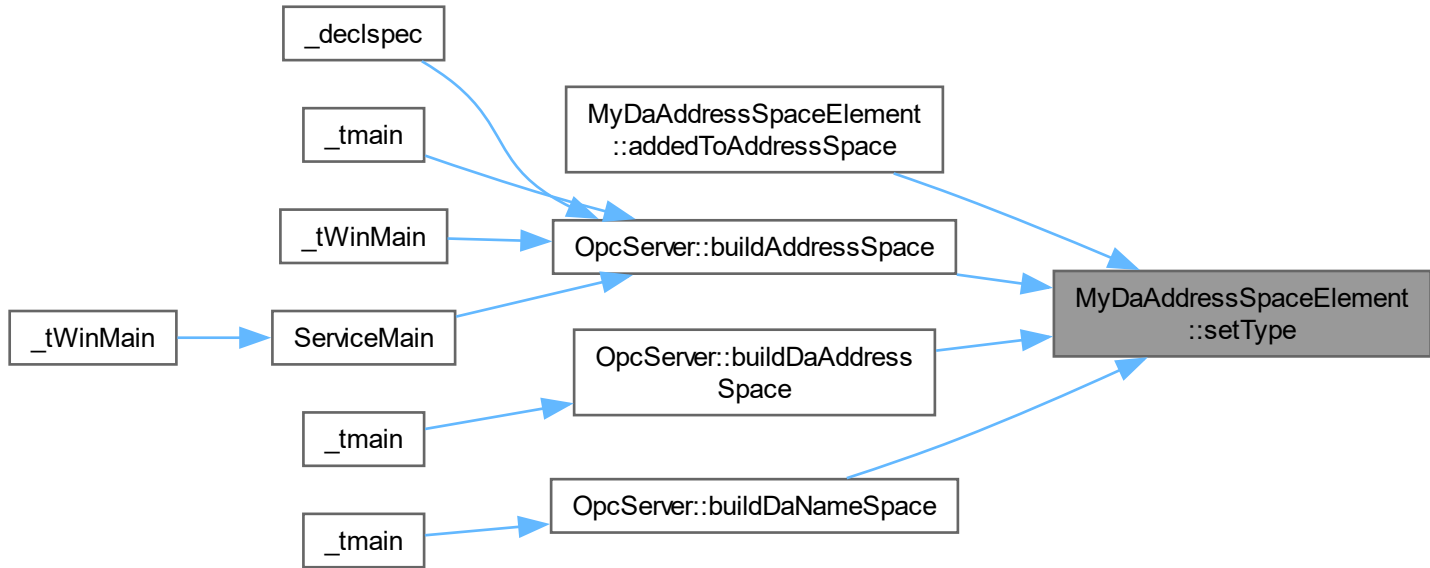 _declspec
_tmain
MyDaAddressSpaceElement
::addedToAddressSpace
_tWinMain
OpcServer::buildAddressSpace
MyDaAddressSpaceElement
::setType
_tWinMain
ServiceMain
OpcServer::buildDaAddress
Space
_tmain
OpcServer::buildDaNameSpace
_tmain